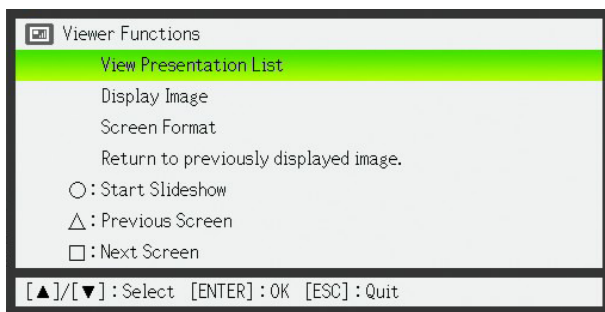 Viewer Functions
View Presentation List
Display Image
Screen Format
Return to previously displayed image.
○:Start Slideshow
△:Previous Screen
□:Next Screen
[▲]/[▼]:Select [ENTER]:OK [ESC]:Quit